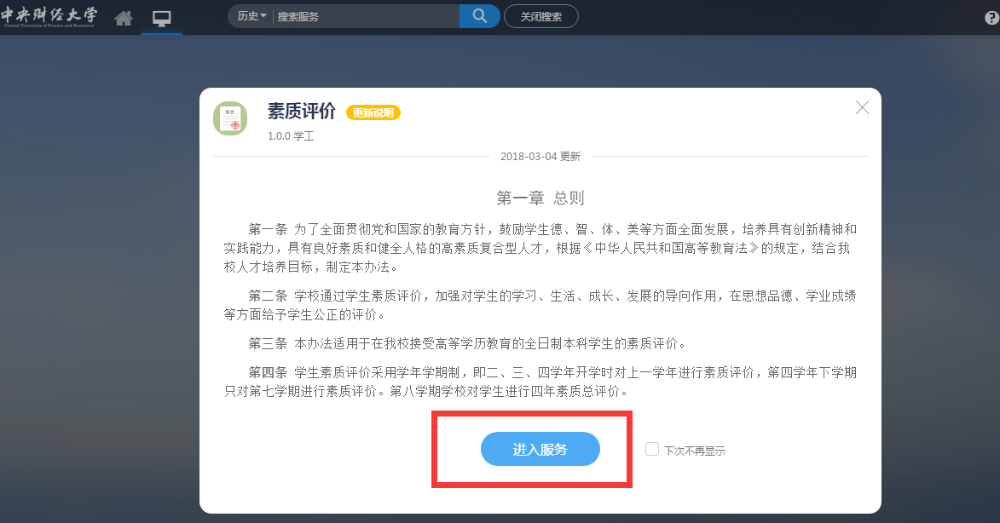 中央财经大学
Central University of Finance and Economics
历史 搜索服务 关闭搜索
综合
素质评价 更新说明
1.0.0 学工
2018-03-04 更新
第一章 总则
第一条 为了全面贯彻党和国家的教育方针，鼓励学生德、智、体、美等方面全面发展，培养具有创新精神和
实践能力，具有良好素质和健全人格的高素质复合型人才，根据《中华人民共和国高等教育法》的规定，结合我
校人才培养目标，制定本办法。
第二条 学校通过学生素质评价，加强对学生的学习、生活、成长、发展的导向作用，在思想品德、学业成绩
等方面给予学生公正的评价。
第三条 本办法适用于在我校接受高等学历教育的全日制本科学生的素质评价。
第四条 学生素质评价采用学年学期制，即二、三、四学年开学时对上一学年进行素质评价，第四学年下学期
只对第七学期进行素质评价。第八学期学校对学生进行四年素质总评价。
进入服务 下次不再显示